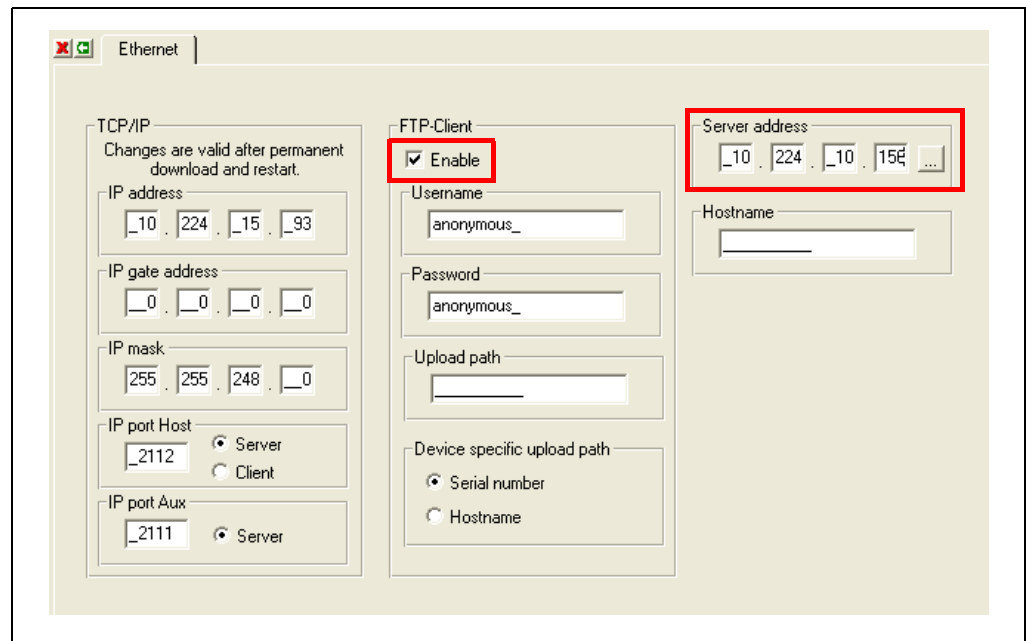 Ethernet
TCP/IP
Changes are valid after permanent
download and restart.
IP address
_10 . 224 . _15 . _93
IP gate address
__0 . __0 . __0 . __0
IP mask
255 . 255 . 248 . __0
IP port Host
_2112
Server
Client
IP port Aux
_2111
Server
FTP-Client
Enable
Username
anonymous_
Password
anonymous_
Upload path
__________
Device specific upload path
Serial number
Hostname
Server address
_10 . 224 . _10 .
...
Hostname
__________